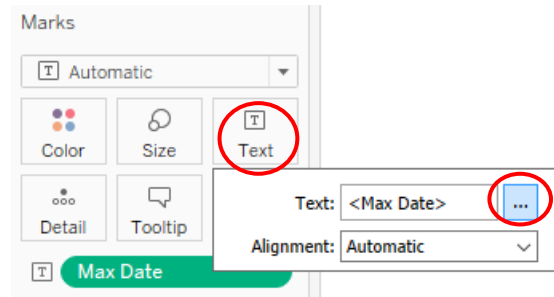 Marks
T Automatic
Color Size T Text
Detail Tooltip
Text: <Max Date> ...
Alignment: Automatic
T Max Date